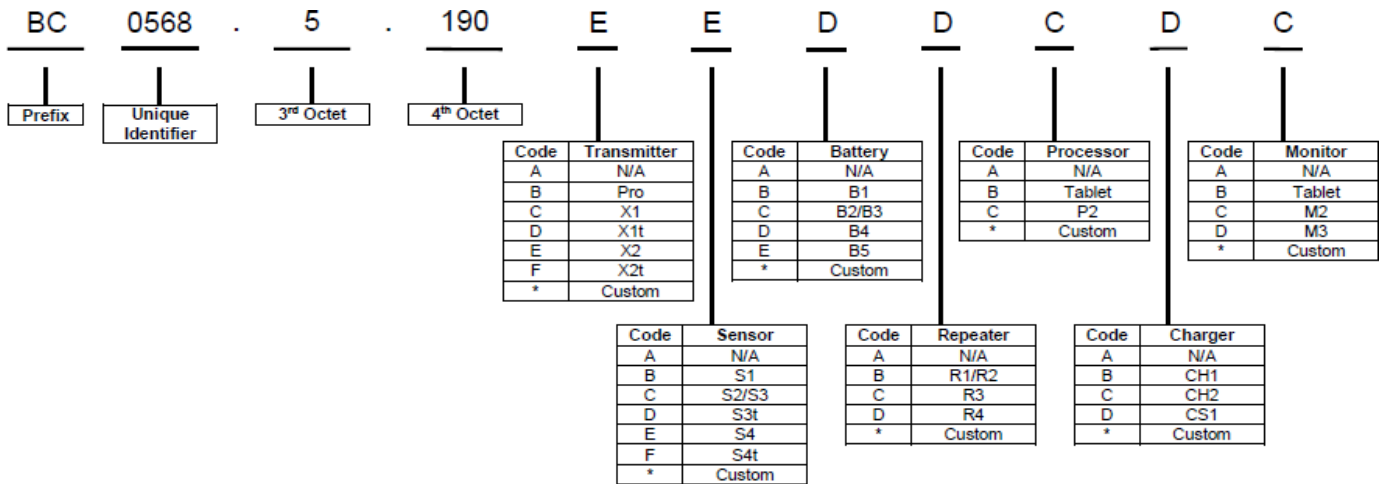 BC 0568 . 5 . 190 E E D D C D C
Prefix
Unique Identifier
3rd Octet
4th Octet
Code Transmitter
A N/A
B Pro
C X1
D X1t
E X2
F X2t
* Custom
Code Battery
A N/A
B B1
C B2/B3
D B4
E B5
* Custom
Code Processor
A N/A
B Tablet
C P2
* Custom
Code Monitor
A N/A
B Tablet
C M2
D M3
* Custom
Code Sensor
A N/A
B S1
C S2/S3
D S3t
E S4
F S4t
* Custom
Code Repeater
A N/A
B R1/R2
C R3
D R4
* Custom
Code Charger
A N/A
B CH1
C CH2
D CS1
* Custom